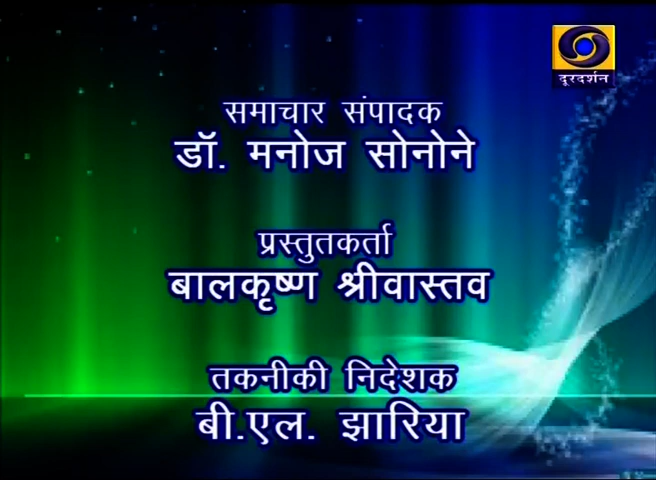 दूरदर्शन
समाचार संपादक
डॉ. मनोज सोनोने
प्रस्तुतकर्ता
बालकृष्ण श्रीवास्तव
तकनीकी निदेशक
बी.एल. झारिया